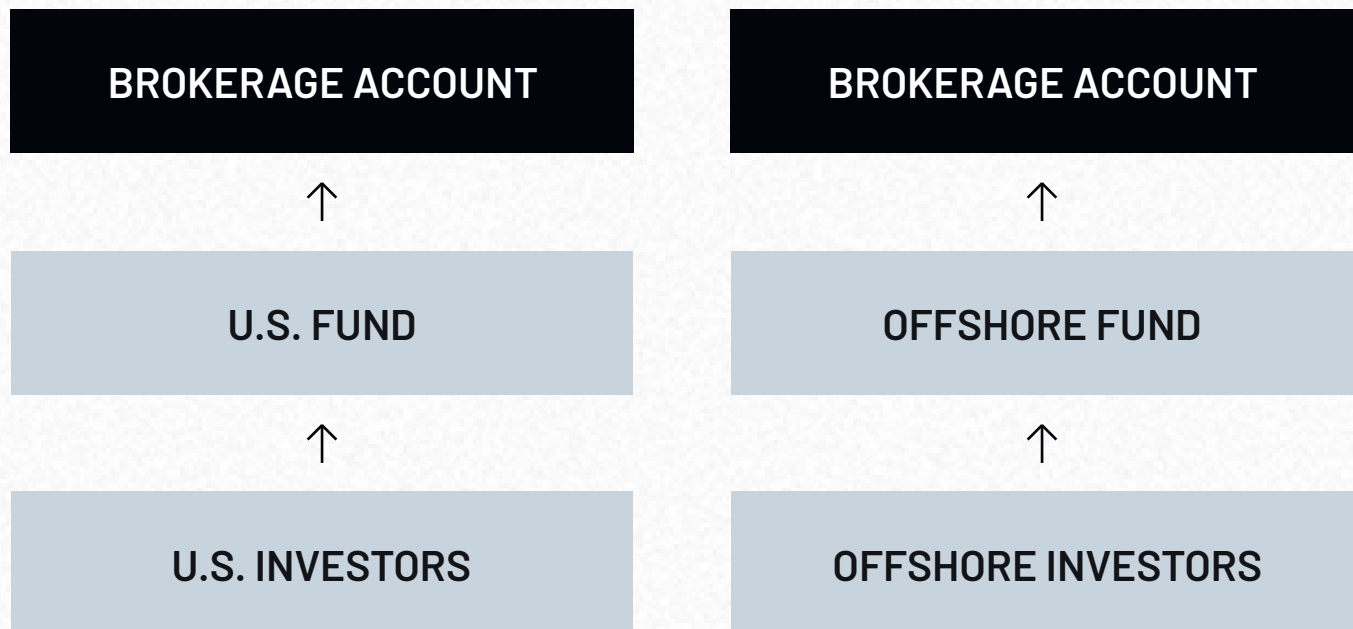 BROKERAGE ACCOUNT
BROKERAGE ACCOUNT
U.S. FUND
OFFSHORE FUND
U.S. INVESTORS
OFFSHORE INVESTORS